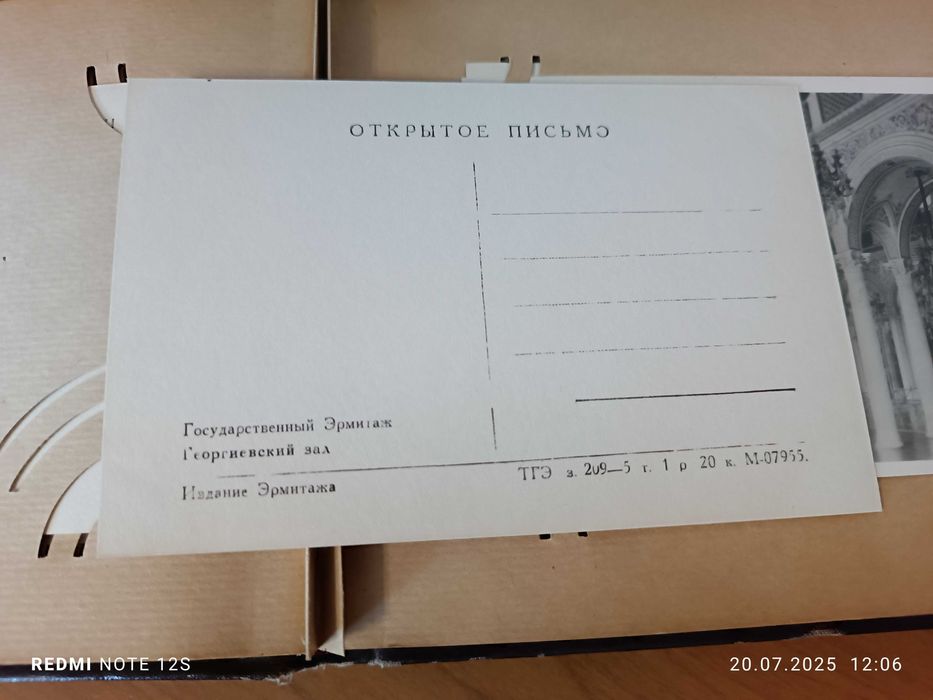 ОТКРЫТОЕ ПИСЬМО
Государственный Эрмитаж
Георгиевский зал
Издание Эрмитажа
ТГЭ з. 209—5 г. 1 р 20 к. М-07955.
REDMI NOTE 12S
20.07.2025 12:06